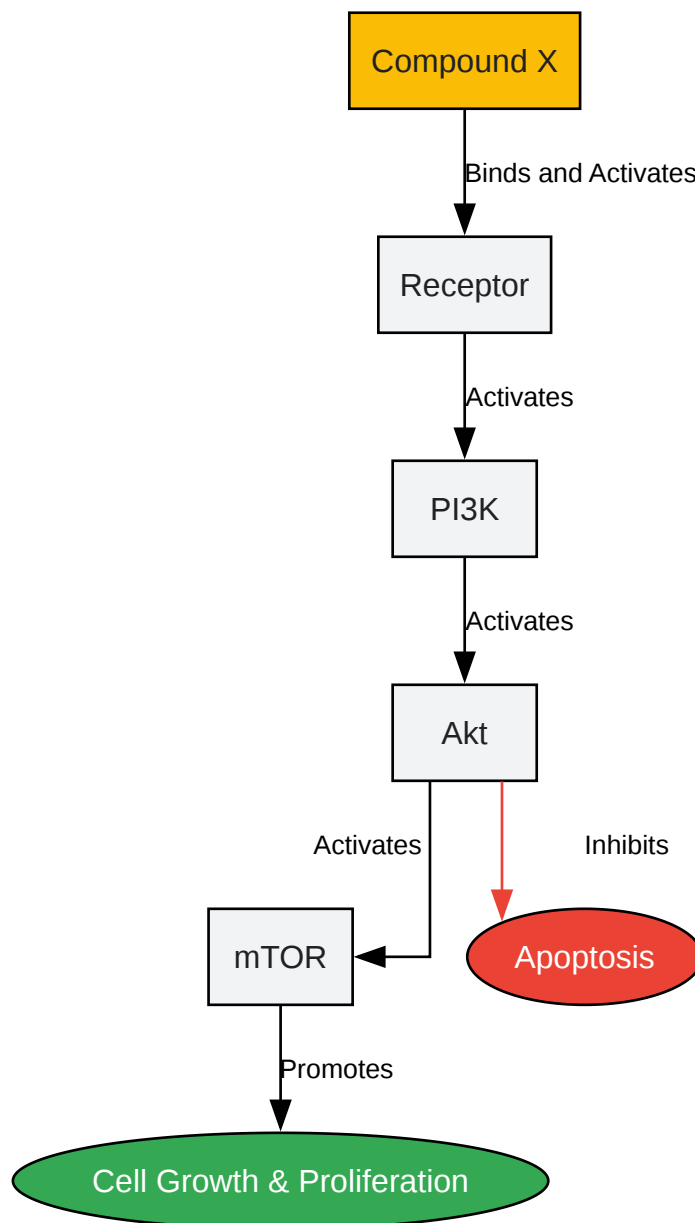 Compound X
Binds and Activates
Receptor
Activates
PI3K
Activates
Akt
Activates
Inhibits
mTOR
Apoptosis
Promotes
Cell Growth & Proliferation